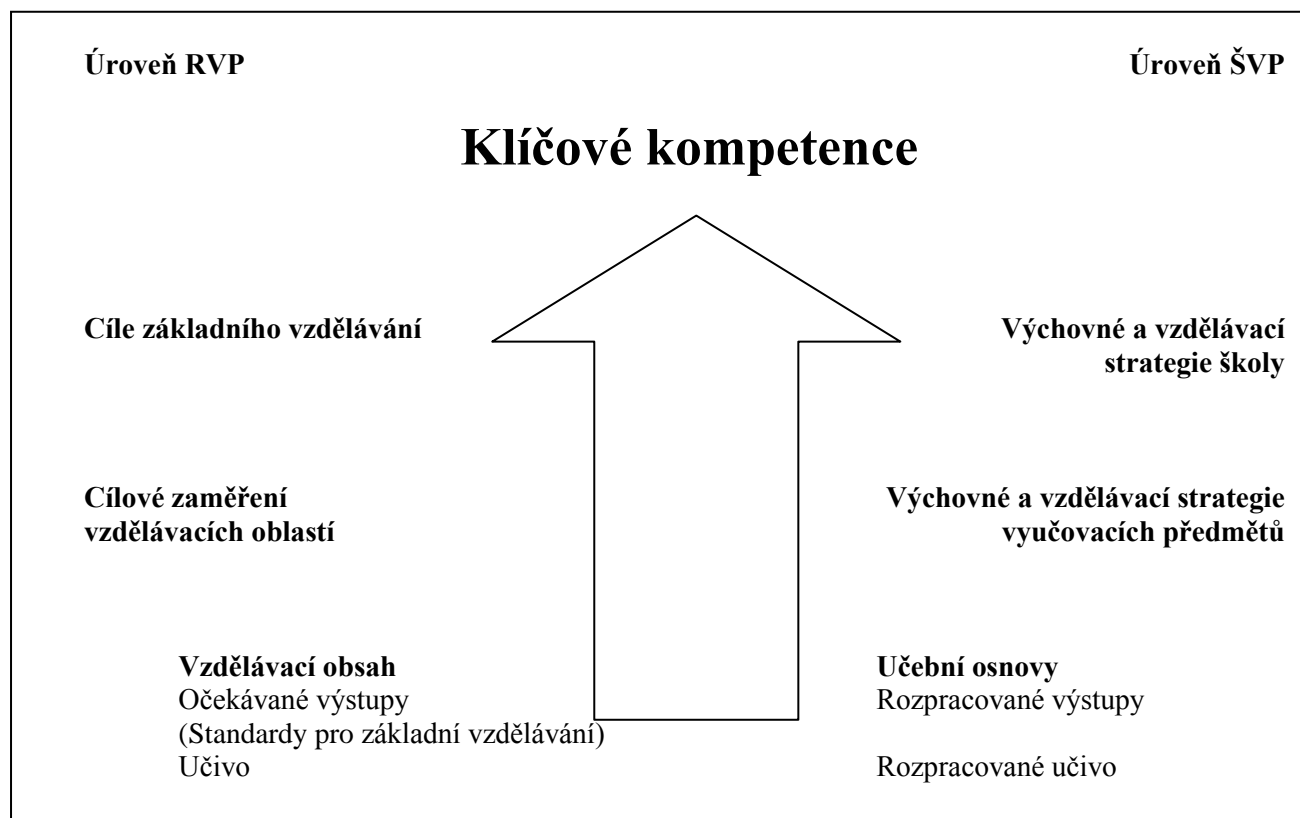 Úroveň RVP
Úroveň ŠVP
Klíčové kompetence
Cíle základního vzdělávání
Výchovné a vzdělávací
strategie školy
Cílové zaměření
vzdělávacích oblastí
Výchovné a vzdělávací strategie
vyučovacích předmětů
Vzdělávací obsah
Očekávané výstupy
(Standardy pro základní vzdělávání)
Učivo
Učební osnovy
Rozpracované výstupy
Rozpracované učivo